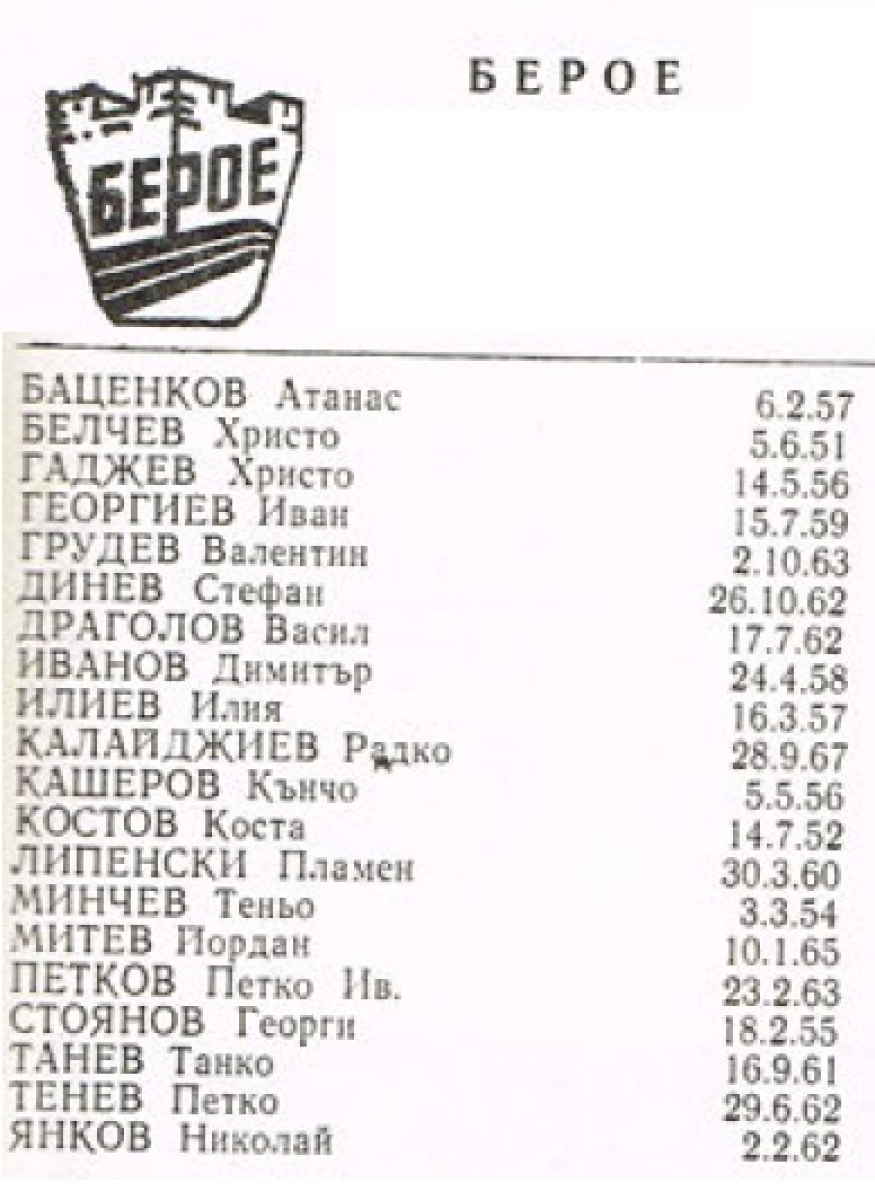 БЕРОЕ
БЕРОЕ
БАЦЕНКОВ Атанас 6.2.57
БЕЛЧЕВ Христо 5.6.51
ГАДЖЕВ Христо 14.5.56
ГЕОРГИЕВ Иван 15.7.59
ГРУДЕВ Валентин 2.10.63
ДИНЕВ Стефан 26.10.62
ДРАГОЛОВ Васил 17.7.62
ИВАНОВ Димитър 24.4.58
ИЛИЕВ Илия 16.3.57
КАЛАЙДЖИЕВ Радко 28.9.67
КАШЕРОВ Кънчо 5.5.56
КОСТОВ Коста 14.7.52
ЛИПЕНСКИ Пламен 30.3.60
МИНЧЕВ Теньо 3.3.54
МИТЕВ Йордан 10.1.65
ПЕТКОВ Петко Ив. 23.2.63
СТОЯНОВ Георги 18.2.55
ТАНЕВ Танко 16.9.61
ТЕНЕВ Петко 29.6.62
ЯНКОВ Николай 2.2.62